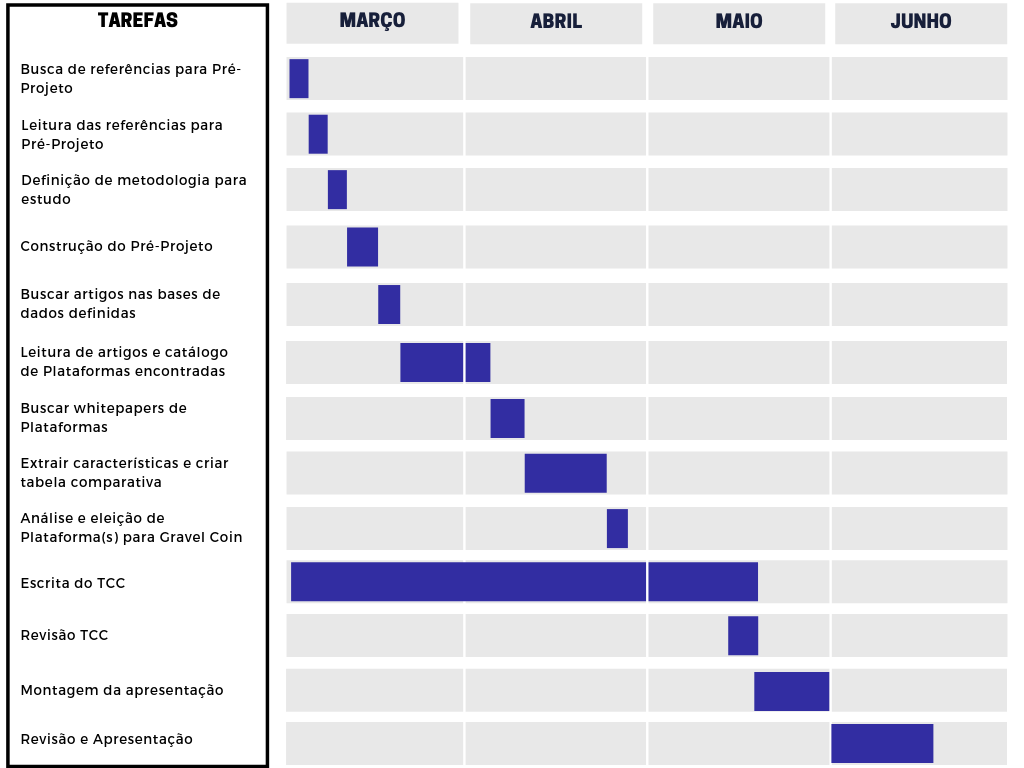 TAREFAS
MARÇO
ABRIL
MAIO
JUNHO
Busca de referências para Pré-
Projeto
Leitura das referências para
Pré-Projeto
Definição de metodologia para
estudo
Construção do Pré-Projeto
Buscar artigos nas bases de
dados definidas
Leitura de artigos e catálogo
de Plataformas encontradas
Buscar whitepapers de
Plataformas
Extrair características e criar
tabela comparativa
Análise e eleição de
Plataforma(s) para Gravel Coin
Escrita do TCC
Revisão TCC
Montagem da apresentação
Revisão e Apresentação